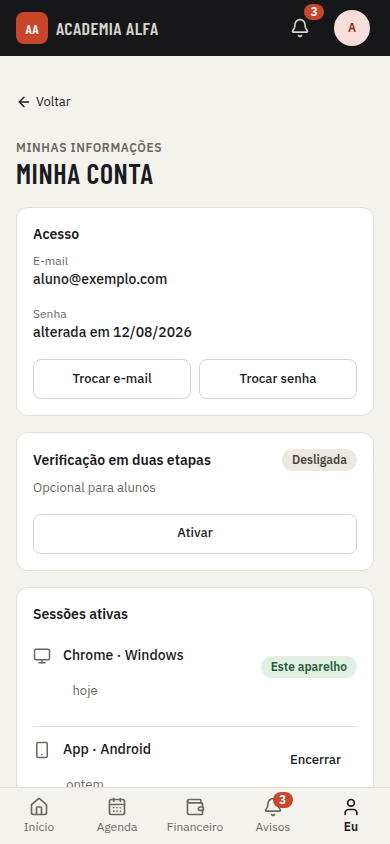 AA ACADEMIA ALFA 3 A
Voltar
MINHAS INFORMAÇÕES
MINHA CONTA
Acesso
E-mail
aluno@exemplo.com
Senha
alterada em 12/08/2026
Trocar e-mail Trocar senha
Verificação em duas etapas Desligada
Opcional para alunos
Ativar
Sessões ativas
Chrome · Windows Este aparelho
hoje
App · Android Encerrar
ontem
3
Início Agenda Financeiro Avisos Eu